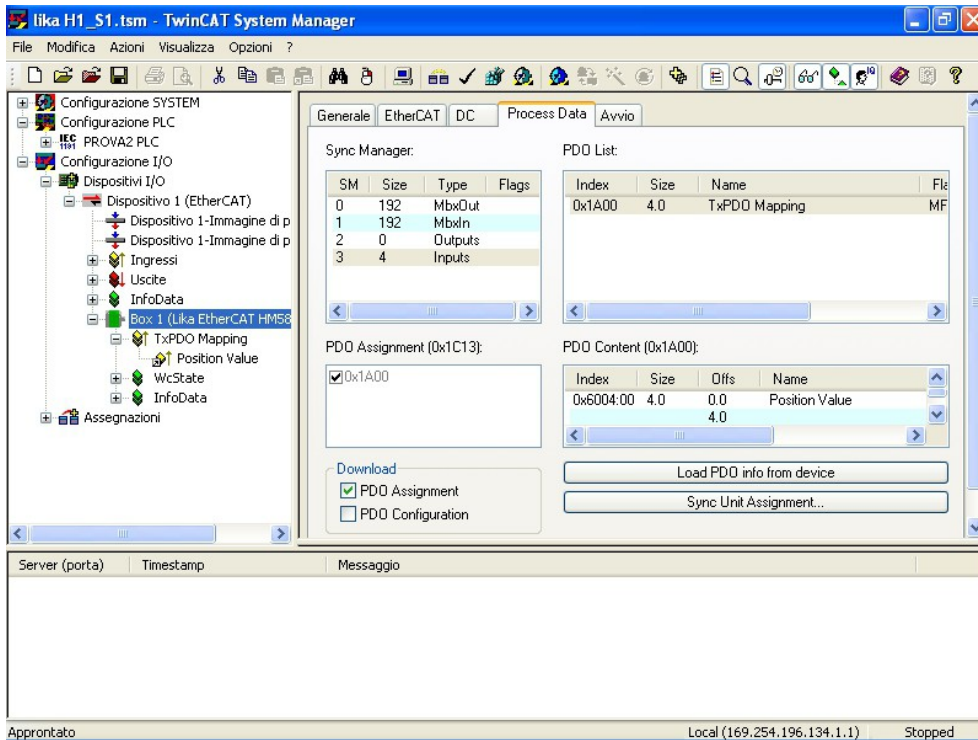 lika H1_S1.tsm - TwinCAT System Manager
File Modifica Azioni Visualizza Opzioni ?
Configurazione SYSTEM
Configurazione PLC
IEC 1131 PROVA2 PLC
Configurazione I/O
Dispositivi I/O
Dispositivo 1 (EtherCAT)
Dispositivo 1-Immagine di p
Dispositivo 1-Immagine di p
Ingressi
Uscite
InfoData
Box 1 (Lika EtherCAT HM58
TxPDO Mapping
Position Value
WcState
InfoData
Assegnazioni
Generale EtherCAT DC Process Data Avvio
Sync Manager:
SM Size Type Flags
0 192 MbxOut
1 192 MbxIn
2 0 Outputs
3 4 Inputs
PDO List:
Index Size Name Fla
0x1A00 4.0 TxPDO Mapping MF
PDO Assignment (0x1C13):
0x1A00
PDO Content (0x1A00):
Index Size Offs Name
0x6004:00 4.0 0.0 Position Value
4.0
Download
PDO Assignment
PDO Configuration
Load PDO info from device
Sync Unit Assignment...
Server (porta) Timestamp Messaggio
Approntato Local (169.254.196.134.1.1) Stopped